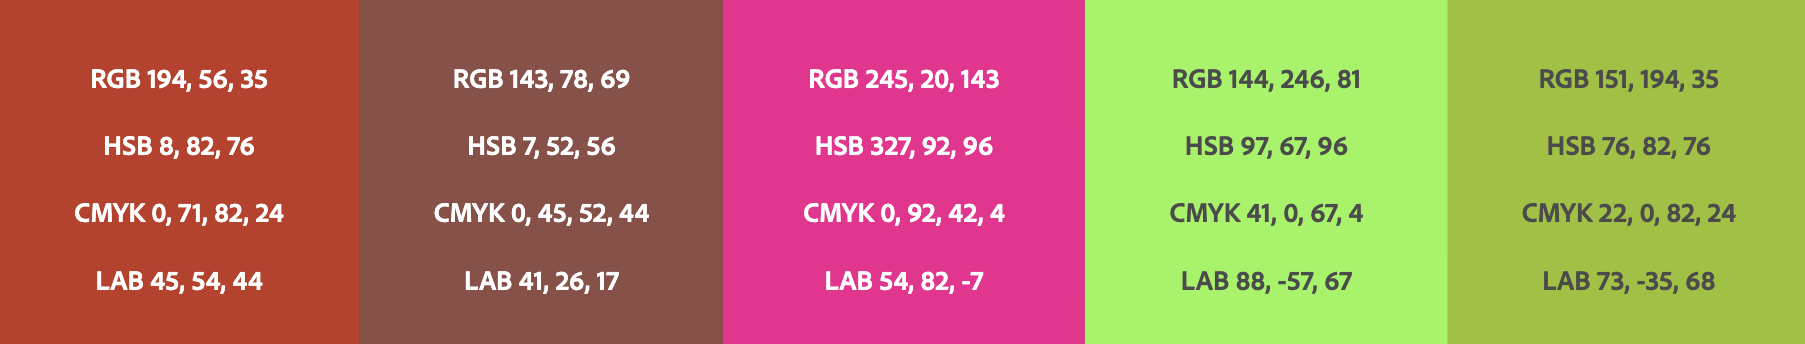 RGB 194, 56, 35
HSB 8, 82, 76
CMYK 0, 71, 82, 24
LAB 45, 54, 44
RGB 143, 78, 69
HSB 7, 52, 56
CMYK 0, 45, 52, 44
LAB 41, 26, 17
RGB 245, 20, 143
HSB 327, 92, 96
CMYK 0, 92, 42, 4
LAB 54, 82, -7
RGB 144, 246, 81
HSB 97, 67, 96
CMYK 41, 0, 67, 4
LAB 88, -57, 67
RGB 151, 194, 35
HSB 76, 82, 76
CMYK 22, 0, 82, 24
LAB 73, -35, 68